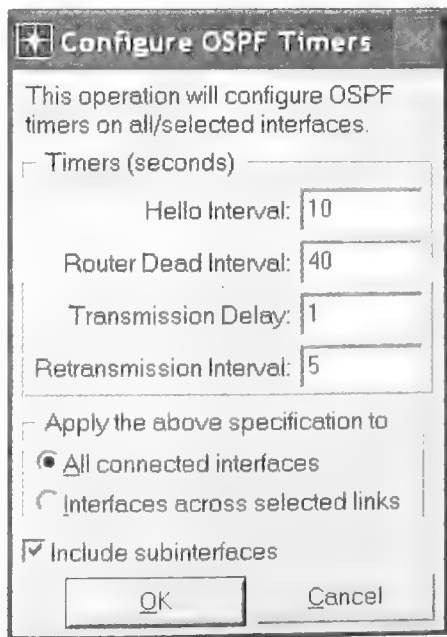 Configure OSPF Timers
This operation will configure OSPF
timers on all/selected interfaces.
Timers (seconds)
Hello Interval: 10
Router Dead Interval: 40
Transmission Delay: 1
Retransmission Interval: 5
Apply the above specification to
All connected interfaces
Interfaces across selected links
Include subinterfaces
OK
Cancel